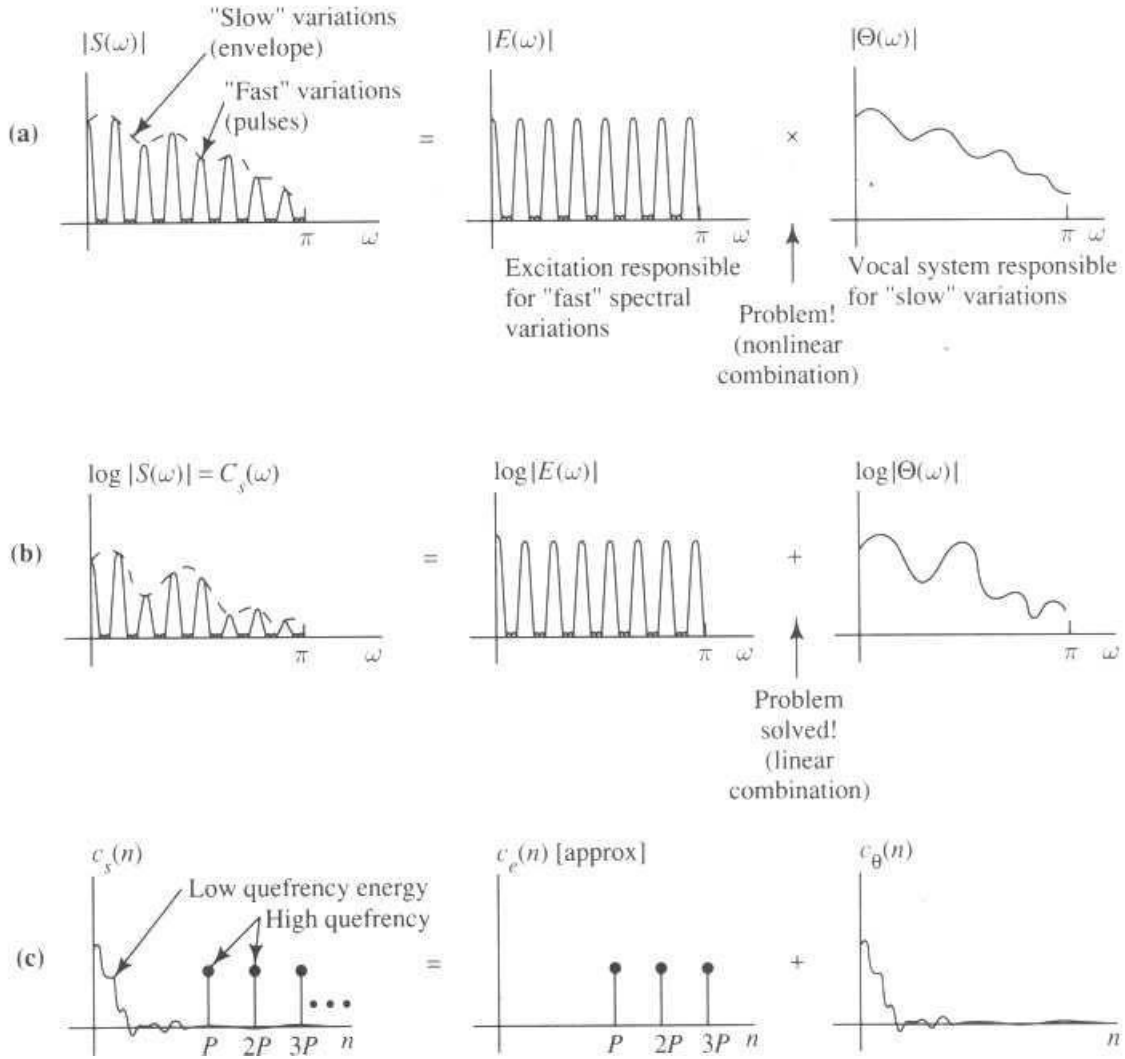 "Slow" variations
(envelope)
|S(ω)|
"Fast" variations
(pulses)
|E(ω)|
|Θ(ω)|
(a)
=
×
π ω
π ω
π ω
Excitation responsible
for "fast" spectral
variations
Problem!
(nonlinear
combination)
Vocal system responsible
for "slow" variations
log |S(ω)| = C_s(ω)
log|E(ω)|
log|Θ(ω)|
(b)
=
+
π ω
π ω
π ω
Problem
solved!
(linear
combination)
c_s(n)
c_e(n) [approx]
c_θ(n)
Low quefrency energy
High quefrency
(c)
=
+
P 2P 3P n
P 2P 3P n
n